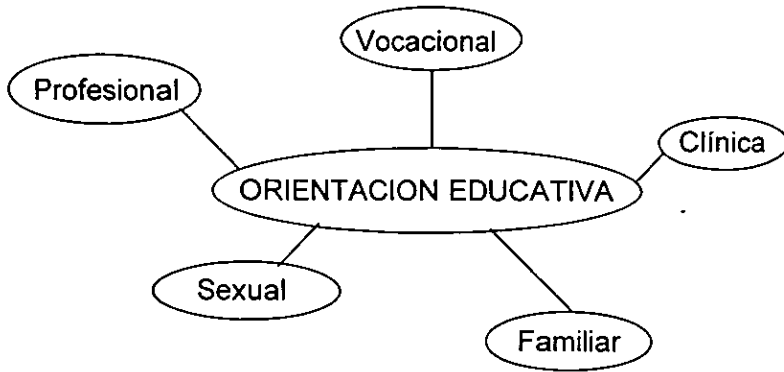 Vocacional
Profesional
Clínica
ORIENTACION EDUCATIVA
Sexual
Familiar